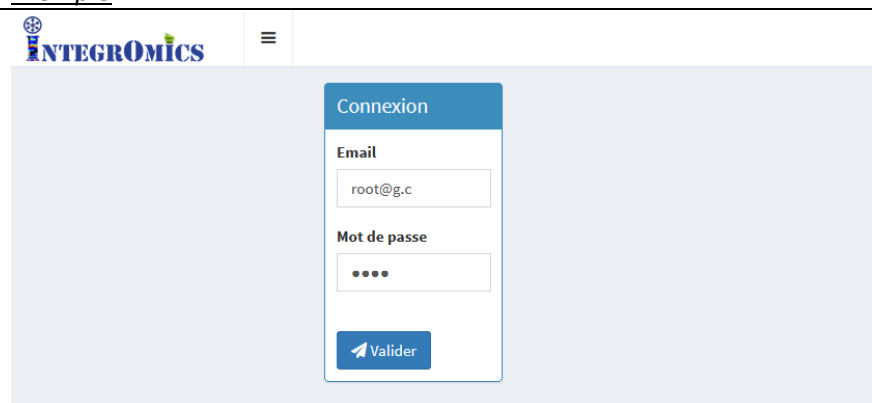 INTEGROMICS
Connexion
Email
root@g.c
Mot de passe
••••
Valider